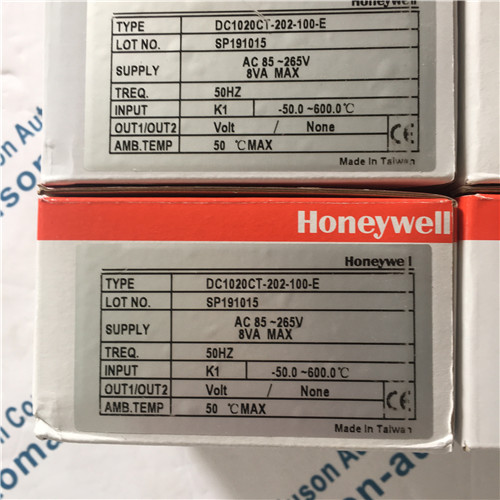 Honeywell
TYPE DC1020CT-202-100-E
LOT NO. SP191015
SUPPLY AC 85~265V
8VA MAX
TREQ. 50HZ
INPUT K1 -50.0~600.0℃
OUT1/OUT2 Volt / None
AMB.TEMP 50 ℃MAX
CE
Made in Taiwan
Honeywell
Honeywell
TYPE DC1020CT-202-100-E
LOT NO. SP191015
SUPPLY AC 85~265V
8VA MAX
TREQ. 50HZ
INPUT K1 -50.0~600.0℃
OUT1/OUT2 Volt / None
AMB.TEMP 50 ℃MAX
CE
Made in Taiwan